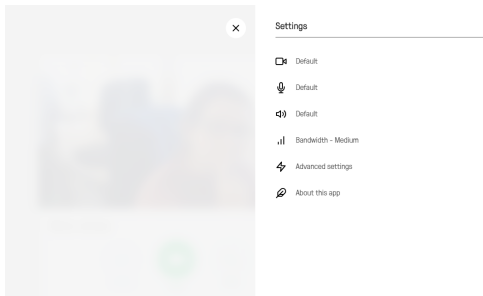 Settings
Default
Default
Default
Bandwidth - Medium
Advanced settings
About this app